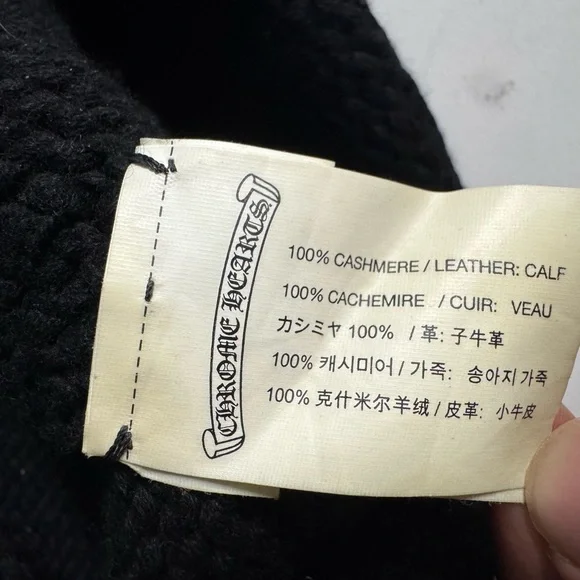 CHROME HEARTS
100% CASHMERE / LEATHER: CALF
100% CACHEMIRE / CUIR: VEAU
カシミヤ 100% / 革: 子牛革
100% 캐시미어 / 가죽: 송아지 가죽
100% 克什米尔羊绒 / 皮革: 小牛皮